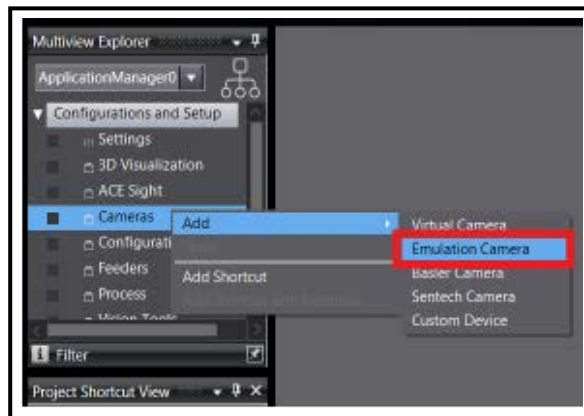 Multiview Explorer
ApplicationManager0
Configurations and Setup
Settings
3D Visualization
ACE Sight
Cameras
Add
Virtual Camera
Configurati
Emulation Camera
Feeders
Add Shortcut
Basler Camera
Process
Sentech Camera
Vision Tools
Custom Device
Filter
Project Shortcut View